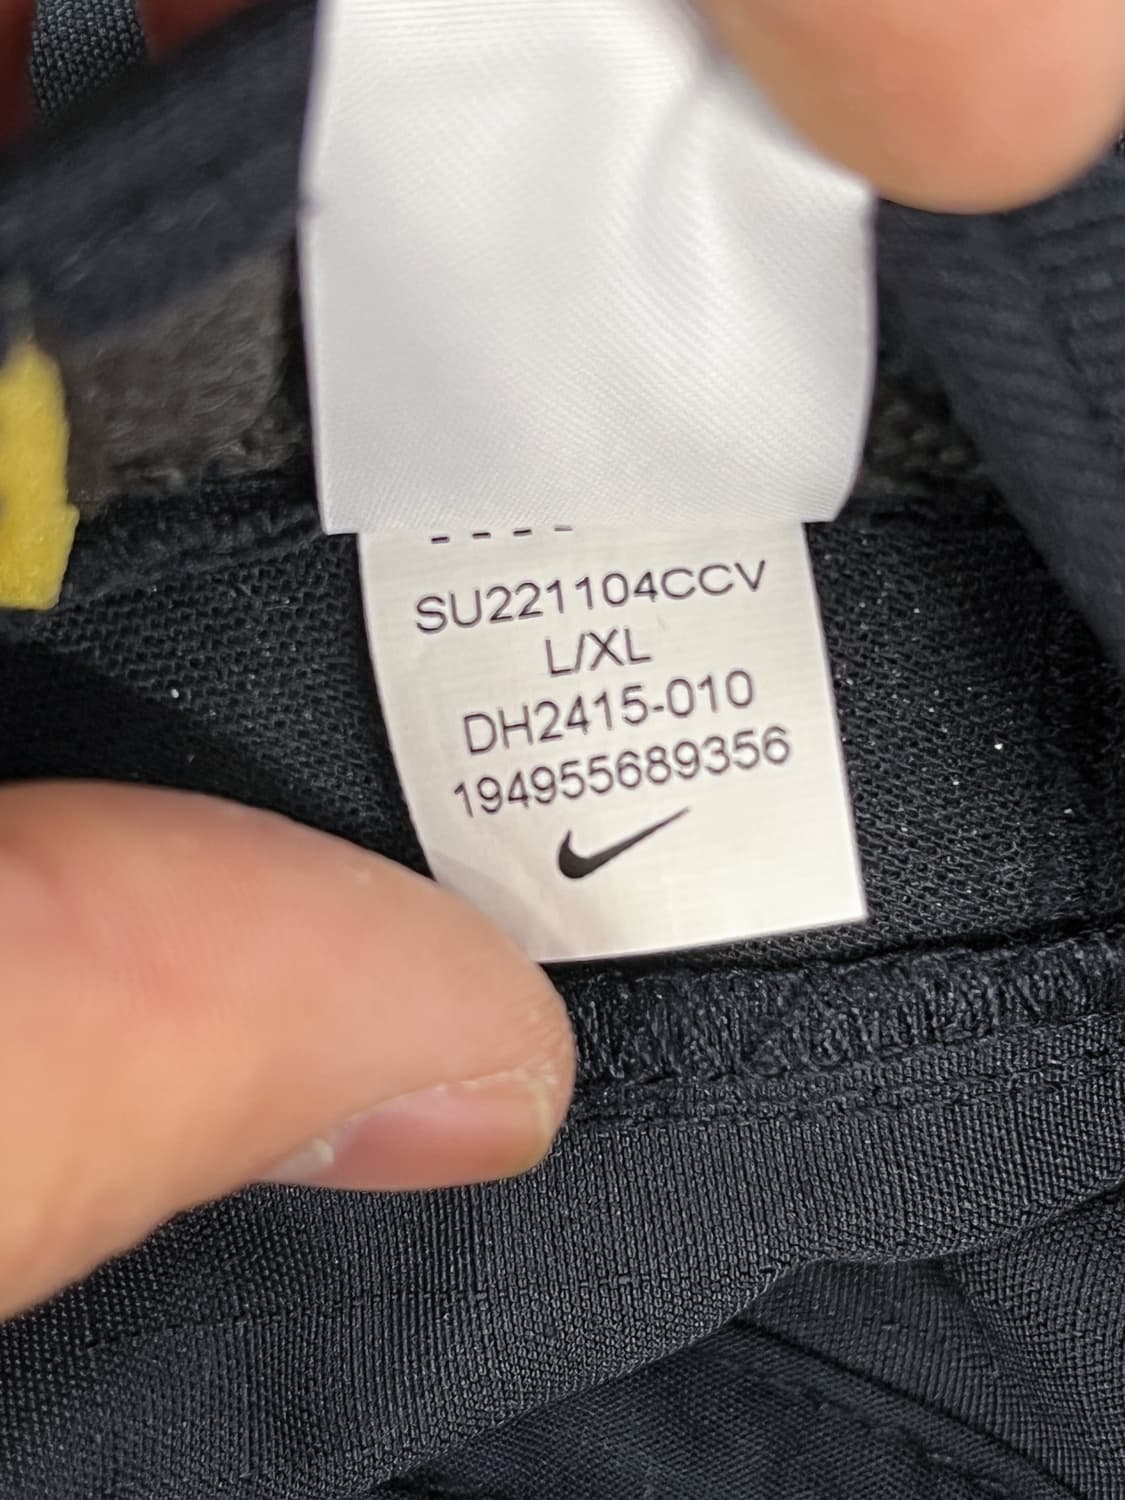 - - - -
SU221104CCV
L/XL
DH2415-010
194955689356